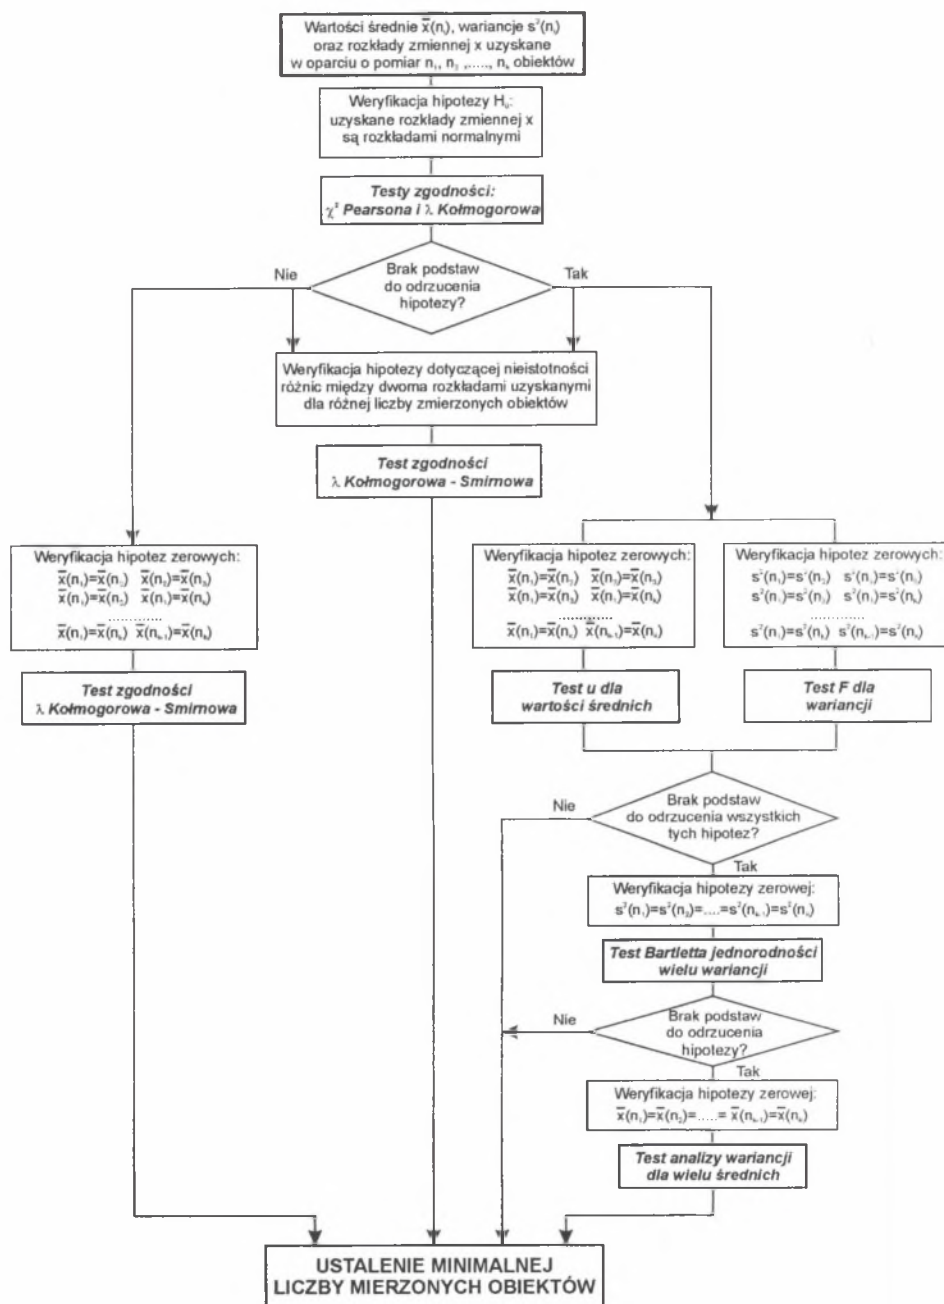 Wartości średnie x̄(nᵢ), wariancje s²(nᵢ)
oraz rozkłady zmiennej x uzyskane
w oparciu o pomiar n₁, n₂ ,....., nₖ obiektów
Weryfikacja hipotezy H₀:
uzyskane rozkłady zmiennej x
są rozkładami normalnymi
Testy zgodności:
χ² Pearsona i λ Kołmogorowa
Nie
Brak podstaw
do odrzucenia
hipotezy?
Tak
Weryfikacja hipotezy dotyczącej nieistotności
różnic między dwoma rozkładami uzyskanymi
dla różnej liczby zmierzonych obiektów
Test zgodności
λ Kołmogorowa - Smirnowa
Weryfikacja hipotez zerowych:
x̄(n₁)=x̄(n₂) x̄(n₂)=x̄(n₃)
x̄(n₁)=x̄(n₃) x̄(n₂)=x̄(nₖ)
............
x̄(n₁)=x̄(nₖ) x̄(nₖ₋₁)=x̄(nₖ)
Test zgodności
λ Kołmogorowa - Smirnowa
Weryfikacja hipotez zerowych:
x̄(n₁)=x̄(n₂) x̄(n₂)=x̄(n₃)
x̄(n₁)=x̄(n₃) x̄(n₂)=x̄(nₖ)
............
x̄(n₁)=x̄(nₖ) x̄(nₖ₋₁)=x̄(nₖ)
Test u dla
wartości średnich
Weryfikacja hipotez zerowych:
s²(n₁)=s²(n₂) s²(n₂)=s²(n₃)
s²(n₁)=s²(n₃) s²(n₂)=s²(nₖ)
............
s²(n₁)=s²(nₖ) s²(nₖ₋₁)=s²(nₖ)
Test F dla
wariancji
Nie
Brak podstaw
do odrzucenia wszystkich
tych hipotez?
Tak
Weryfikacja hipotezy zerowej:
s²(n₁)=s²(n₂)=....=s²(nₖ₋₁)=s²(nₖ)
Test Bartletta jednorodności
wielu wariancji
Nie
Brak podstaw
do odrzucenia
hipotezy?
Tak
Weryfikacja hipotezy zerowej:
x̄(n₁)=x̄(n₂)=.....= x̄(nₖ₋₁)=x̄(nₖ)
Test analizy wariancji
dla wielu średnich
USTALENIE MINIMALNEJ
LICZBY MIERZONYCH OBIEKTÓW